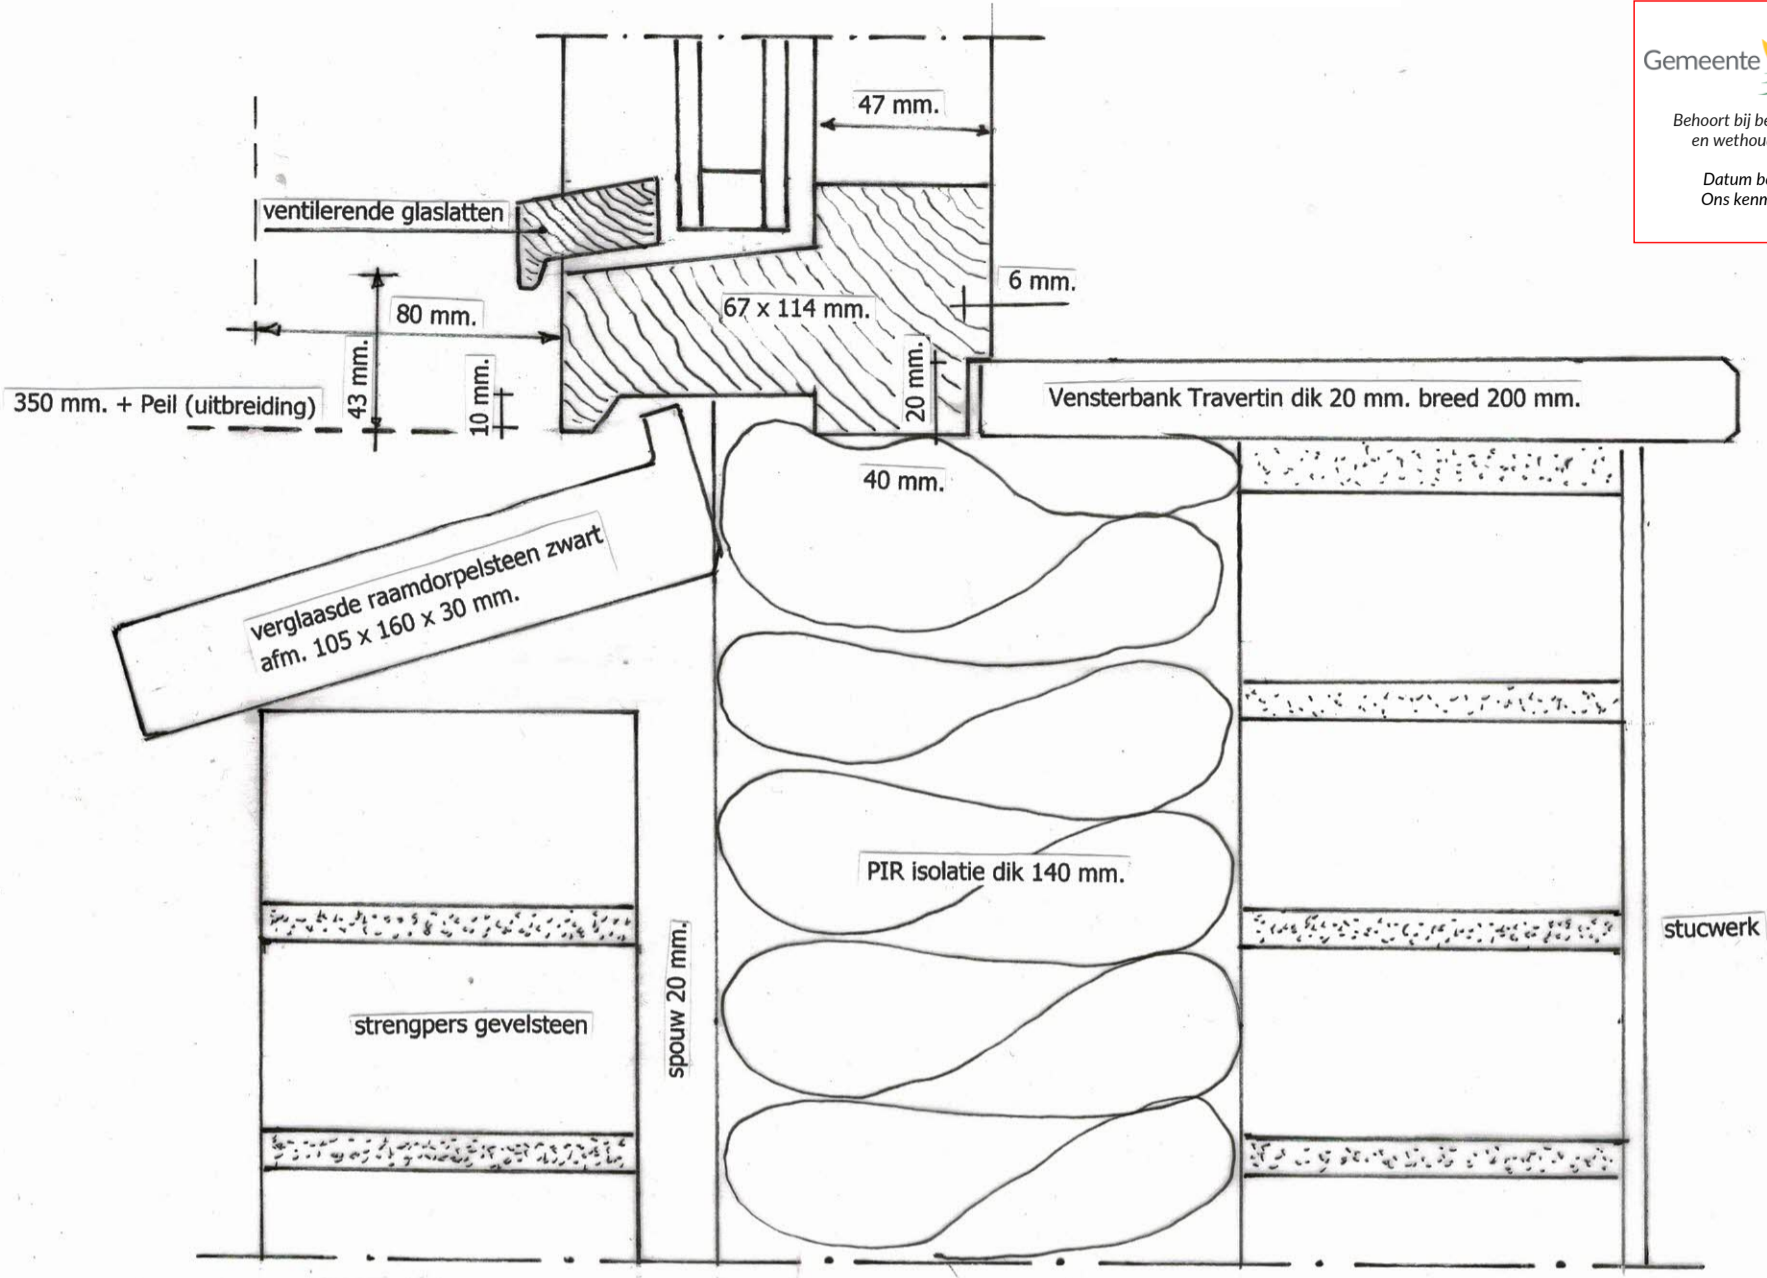 Gemeente
Behoort bij be
en wethou
Datum b
Ons kenm
47 mm.
ventilerende glaslatten
6 mm.
80 mm.
67 x 114 mm.
43 mm.
10 mm.
20 mm.
350 mm. + Peil (uitbreiding)
Vensterbank Travertin dik 20 mm. breed 200 mm.
40 mm.
verglaasde raamdorpelsteen zwart
afm. 105 x 160 x 30 mm.
PIR isolatie dik 140 mm.
stucwerk
spouw 20 mm.
strengpers gevelsteen